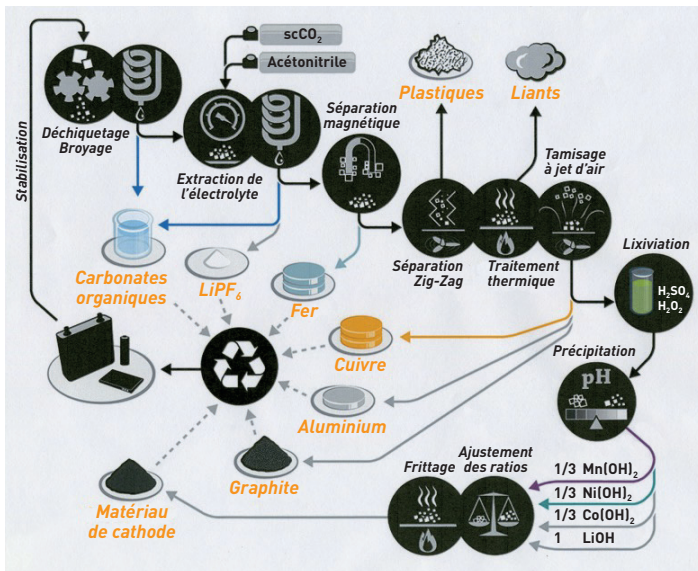 scCO₂
Acétonitrile
Stabilisation
Déchiquetage
Broyage
Extraction de
l'électrolyte
Séparation
magnétique
Plastiques
Liants
Tamisage
à jet d'air
Séparation
Zig-Zag
Traitement
thermique
Lixiviation
H₂SO₄
H₂O₂
Carbonates
organiques
LiPF₆
Fer
Cuivre
Aluminium
Graphite
Matériau
de cathode
Précipitation
pH
Frittage
Ajustement
des ratios
1/3 Mn(OH)₂
1/3 Ni(OH)₂
1/3 Co(OH)₂
1 LiOH